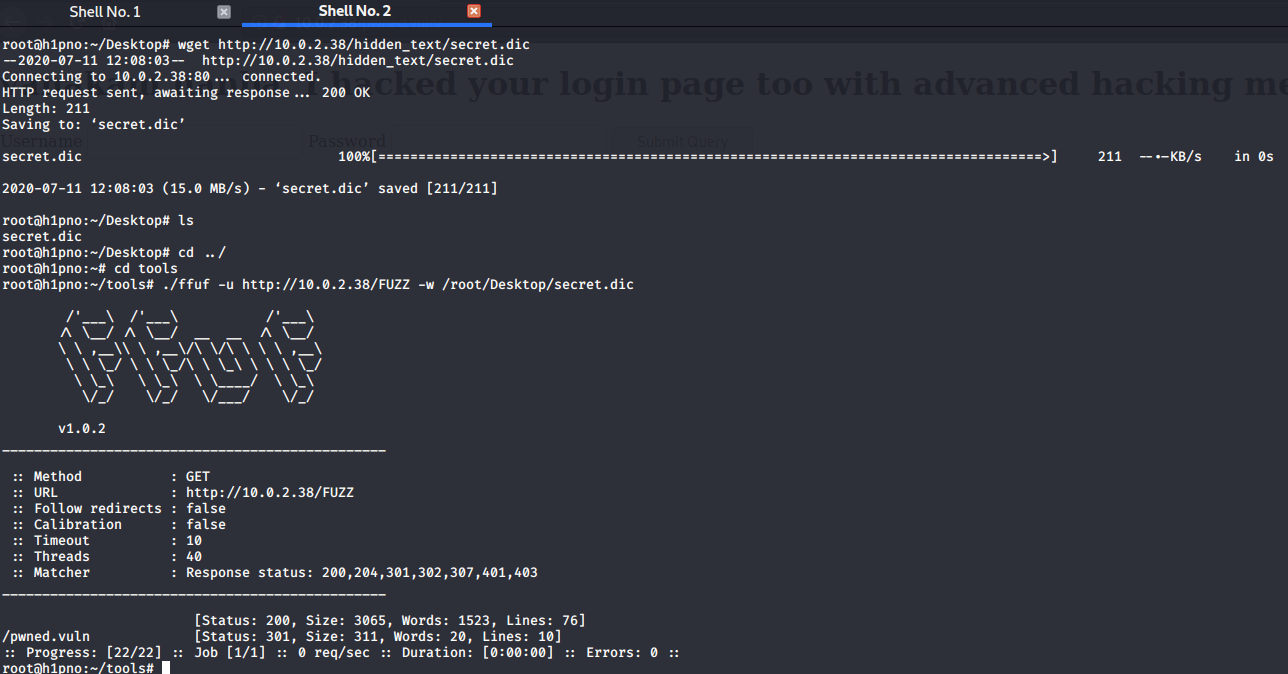 Shell No. 1
Shell No. 2
root@h1pno:~/Desktop# wget http://10.0.2.38/hidden_text/secret.dic
--2020-07-11 12:08:03-- http://10.0.2.38/hidden_text/secret.dic
Connecting to 10.0.2.38:80... connected.
hacked your login page too with advanced hacking me
HTTP request sent, awaiting response... 200 OK
Length: 211
Saving to: ‘secret.dic’
Username
Password
Submit Query
secret.dic 100%[===================================================================================>] 211 --.-KB/s in 0s
2020-07-11 12:08:03 (15.0 MB/s) - ‘secret.dic’ saved [211/211]
root@h1pno:~/Desktop# ls
secret.dic
root@h1pno:~/Desktop# cd ../
root@h1pno:~# cd tools
root@h1pno:~/tools# ./ffuf -u http://10.0.2.38/FUZZ -w /root/Desktop/secret.dic
v1.0.2
________________________________________________
:: Method : GET
:: URL : http://10.0.2.38/FUZZ
:: Follow redirects : false
:: Calibration : false
:: Timeout : 10
:: Threads : 40
:: Matcher : Response status: 200,204,301,302,307,401,403
________________________________________________
[Status: 200, Size: 3065, Words: 1523, Lines: 76]
/pwned.vuln [Status: 301, Size: 311, Words: 20, Lines: 10]
:: Progress: [22/22] :: Job [1/1] :: 0 req/sec :: Duration: [0:00:00] :: Errors: 0 ::
root@h1pno:~/tools#